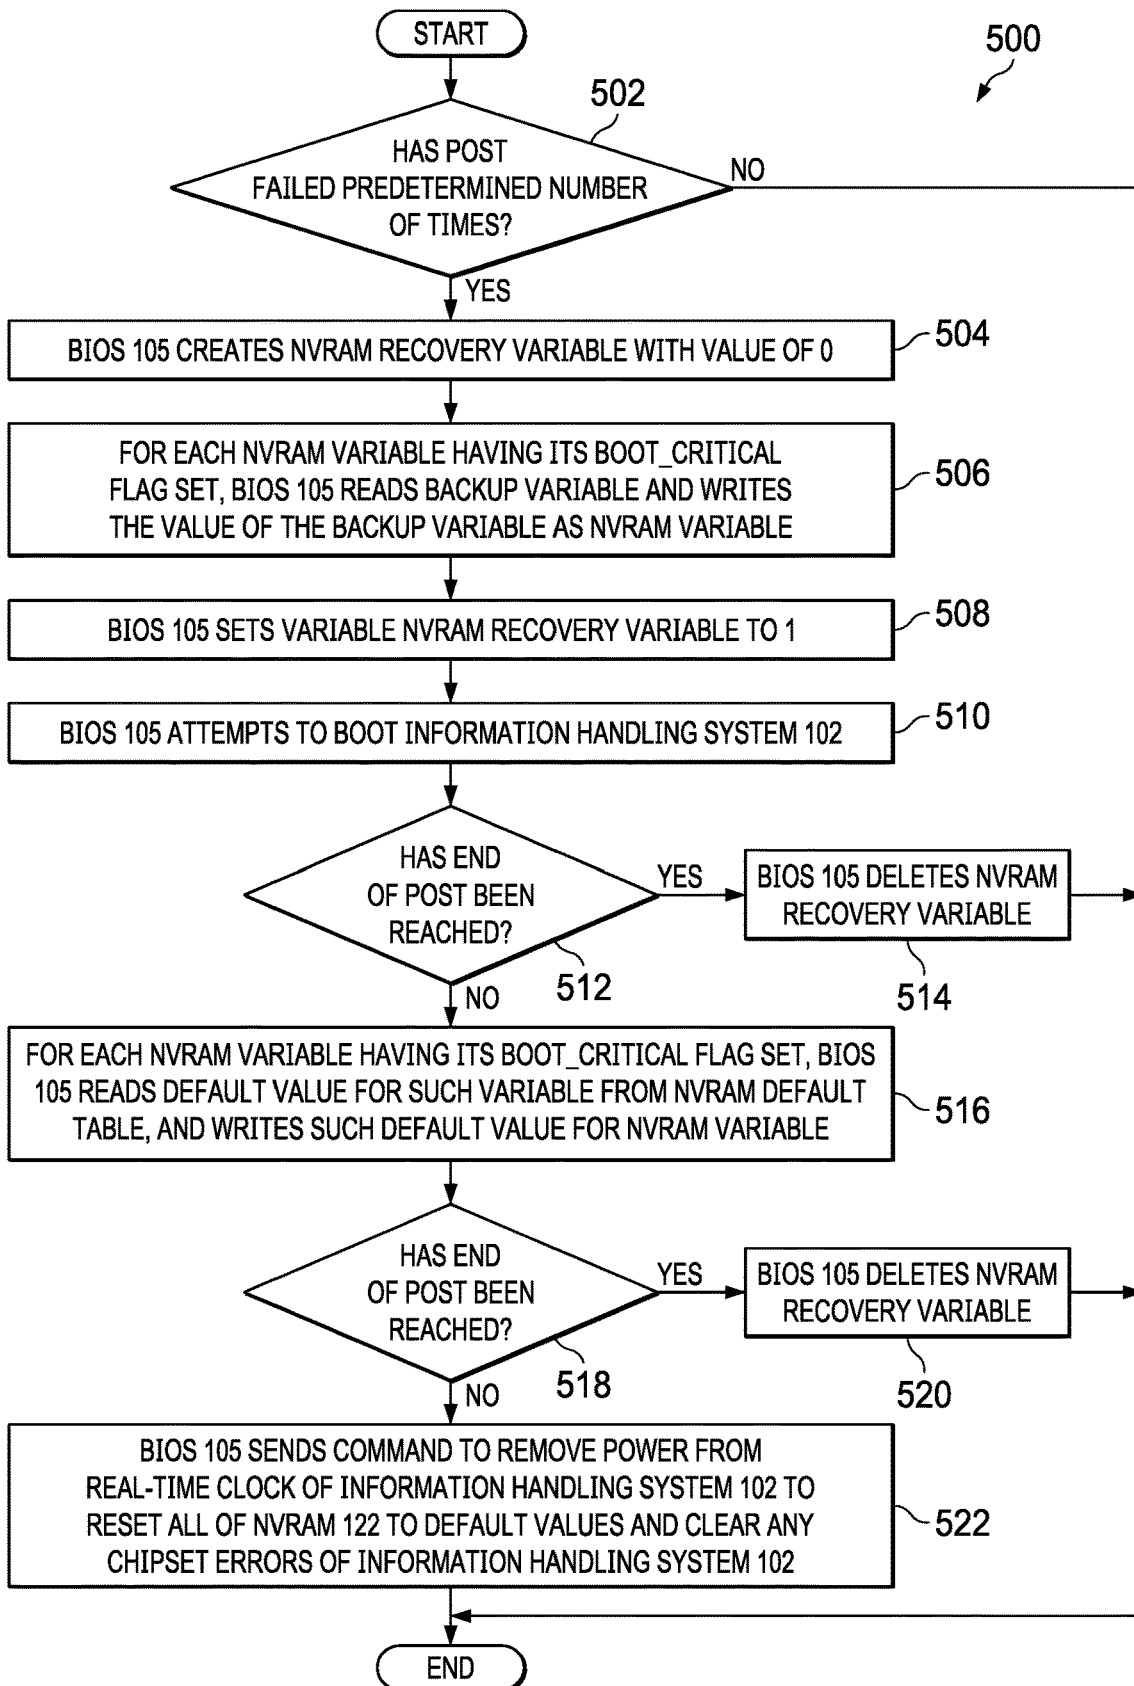 START
500
502
HAS POST
FAILED PREDETERMINED NUMBER
OF TIMES?
NO
YES
BIOS 105 CREATES NVRAM RECOVERY VARIABLE WITH VALUE OF 0
504
FOR EACH NVRAM VARIABLE HAVING ITS BOOT_CRITICAL
FLAG SET, BIOS 105 READS BACKUP VARIABLE AND WRITES
THE VALUE OF THE BACKUP VARIABLE AS NVRAM VARIABLE
506
BIOS 105 SETS VARIABLE NVRAM RECOVERY VARIABLE TO 1
508
BIOS 105 ATTEMPTS TO BOOT INFORMATION HANDLING SYSTEM 102
510
HAS END
OF POST BEEN
REACHED?
512
YES
BIOS 105 DELETES NVRAM
RECOVERY VARIABLE
514
NO
FOR EACH NVRAM VARIABLE HAVING ITS BOOT_CRITICAL FLAG SET, BIOS
105 READS DEFAULT VALUE FOR SUCH VARIABLE FROM NVRAM DEFAULT
TABLE, AND WRITES SUCH DEFAULT VALUE FOR NVRAM VARIABLE
516
HAS END
OF POST BEEN
REACHED?
518
YES
BIOS 105 DELETES NVRAM
RECOVERY VARIABLE
520
NO
BIOS 105 SENDS COMMAND TO REMOVE POWER FROM
REAL-TIME CLOCK OF INFORMATION HANDLING SYSTEM 102 TO
RESET ALL OF NVRAM 122 TO DEFAULT VALUES AND CLEAR ANY
CHIPSET ERRORS OF INFORMATION HANDLING SYSTEM 102
522
END